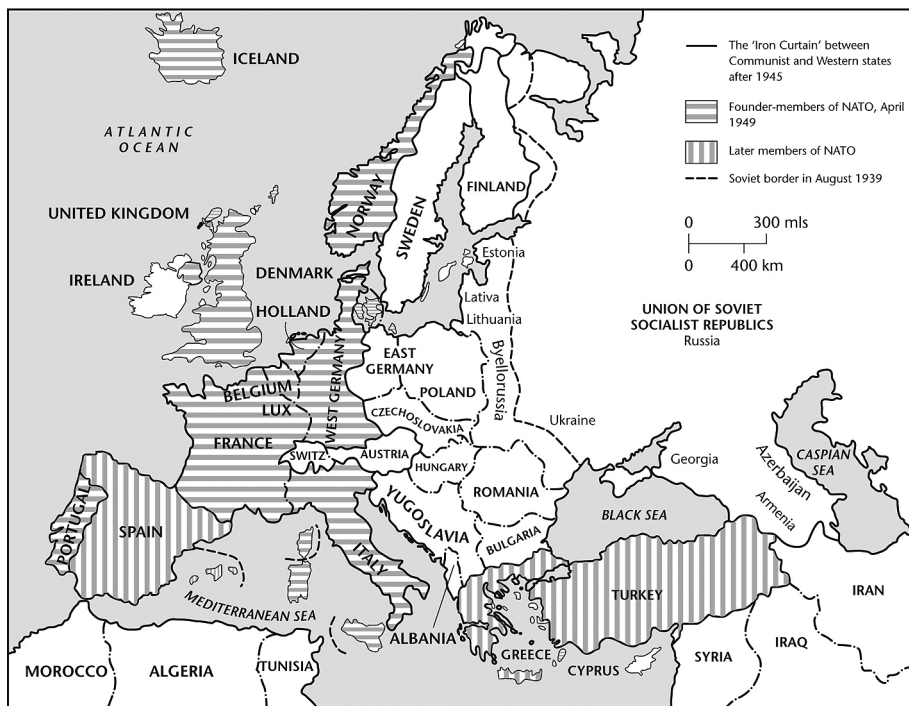 ICELAND
The 'Iron Curtain' between
Communist and Western states
after 1945
Founder-members of NATO, April
1949
Later members of NATO
Soviet border in August 1939
0 300 mls
0 400 km
ATLANTIC
OCEAN
UNITED KINGDOM
IRELAND
NORWAY
SWEDEN
FINLAND
DENMARK
HOLLAND
Estonia
Lativa
Lithuania
Byellorussia
UNION OF SOVIET
SOCIALIST REPUBLICS
Russia
EAST
GERMANY
WEST GERMANY
POLAND
BELGIUM
LUX
CZECHOSLOVAKIA
Ukraine
FRANCE
SWITZ
AUSTRIA
HUNGARY
ROMANIA
Georgia
Azerbaijan
Armenia
CASPIAN
SEA
PORTUGAL
SPAIN
YUGOSLAVIA
BLACK SEA
BULGARIA
ITALY
TURKEY
IRAN
MEDITERRANEAN SEA
ALBANIA
GREECE
CYPRUS
SYRIA
IRAQ
MOROCCO
ALGERIA
TUNISIA